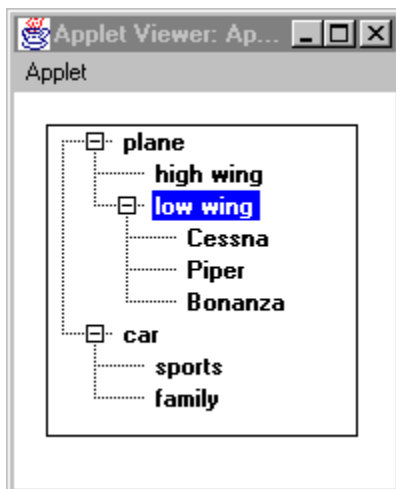 Applet Viewer: Ap...
Applet
plane
high wing
low wing
Cessna
Piper
Bonanza
car
sports
family